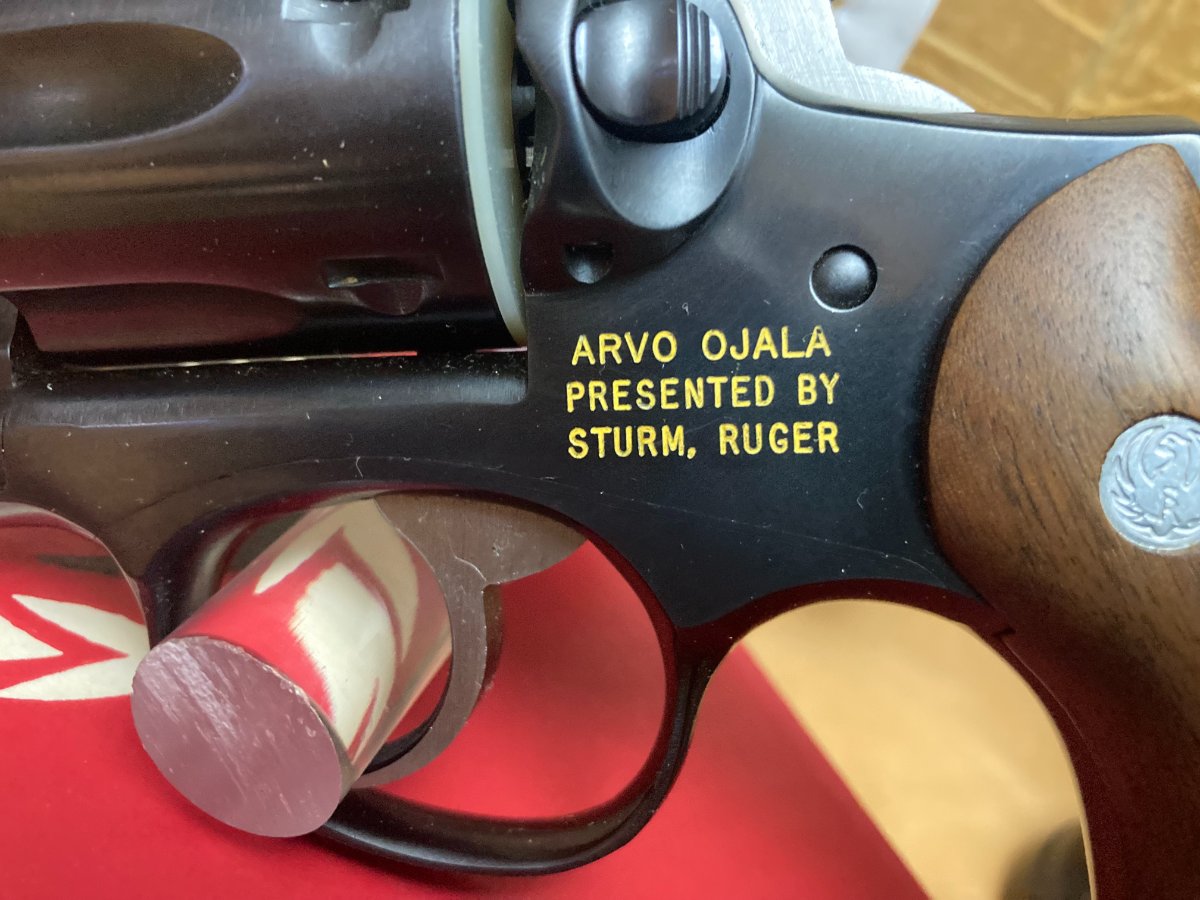 ARVO OJALA
PRESENTED BY
STURM, RUGER